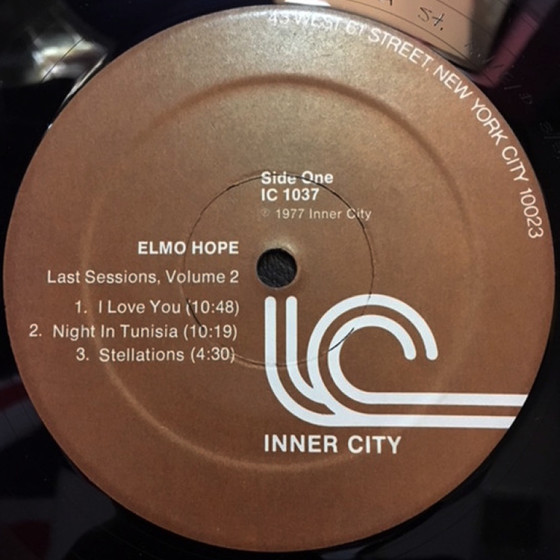 43 WEST 61 STREET, NEW YORK CITY 10023
Side One
IC 1037
℗ 1977 Inner City
ELMO HOPE
Last Sessions, Volume 2
1. I Love You (10:48)
2. Night In Tunisia (10:19)
3. Stellations (4:30)
IC
INNER CITY
St.